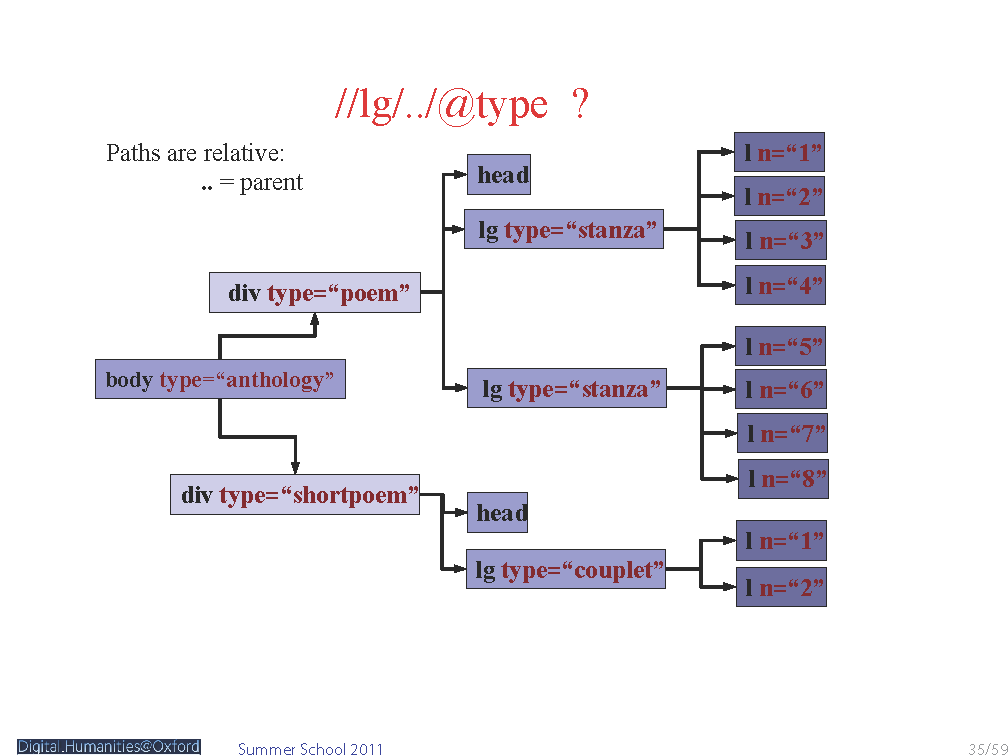 //lg/../@type ?
Paths are relative:
.. = parent
head
lg type=“stanza”
l n=“1”
l n=“2”
l n=“3”
l n=“4”
div type=“poem”
body type=“anthology”
lg type=“stanza”
l n=“5”
l n=“6”
l n=“7”
l n=“8”
div type=“shortpoem”
head
lg type=“couplet”
l n=“1”
l n=“2”
Digital.Humanities@Oxford
Summer School 2011
35/59